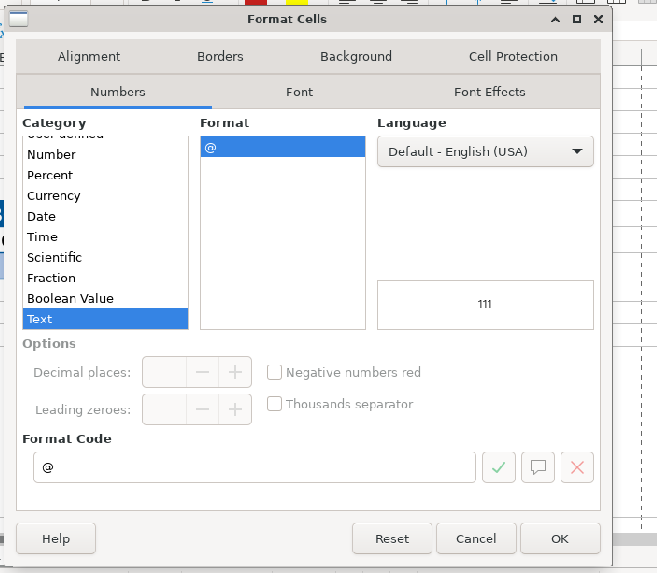 Format Cells
Alignment Borders Background Cell Protection
Numbers Font Font Effects
Category Format Language
User-defined
Number
Percent
Currency
Date
Time
Scientific
Fraction
Boolean Value
Text
@
Default - English (USA)
111
Options
Decimal places:
Negative numbers red
Leading zeroes:
Thousands separator
Format Code
@
Help Reset Cancel OK